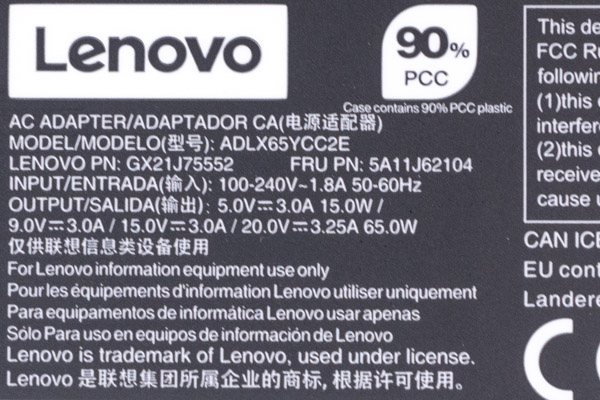 Lenovo
90%
PCC
Case contains 90% PCC plastic
AC ADAPTER/ADAPTADOR CA(电源适配器)
MODEL/MODELO(型号): ADLX65YCC2E
LENOVO PN: GX21J75552 FRU PN: 5A11J62104
INPUT/ENTRADA(输入): 100-240V~1.8A 50-60Hz
OUTPUT/SALIDA(输出): 5.0V⎓3.0A 15.0W /
9.0V⎓3.0A / 15.0V⎓3.0A / 20.0V⎓3.25A 65.0W
仅供联想信息类设备使用
For Lenovo information equipment use only
Pour les équipements d'information Lenovo utiliser uniquement
Para equipamentos de informática Lenovo usar apenas
Sólo Para uso en equipos de información de Lenovo
Lenovo is trademark of Lenovo, used under license.
Lenovo 是联想集团所属企业的商标, 根据许可使用。
This de
FCC Ru
followin
(1)this
interfere
(2)this
receive
cause u
CAN ICE
EU cont
Landere
CE